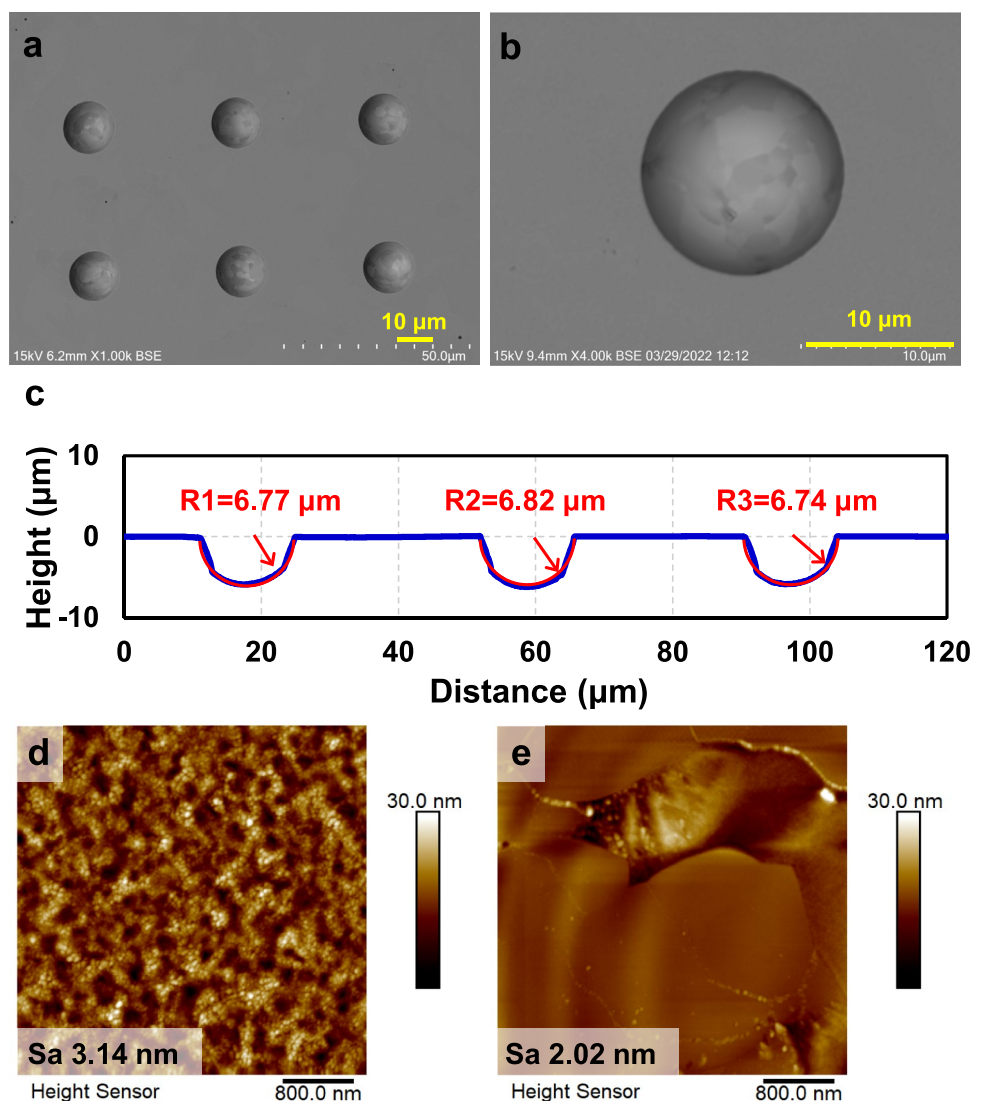 a
10 µm
15kV 6.2mm X1.00k BSE
50.0µm
b
10 µm
15kV 9.4mm X4.00k BSE 03/29/2022 12:12
10.0µm
c
Height (µm)
10
0
-10
R1=6.77 µm
R2=6.82 µm
R3=6.74 µm
0 20 40 60 80 100 120
Distance (µm)
d
30.0 nm
Sa 3.14 nm
Height Sensor
800.0 nm
e
30.0 nm
Sa 2.02 nm
Height Sensor
800.0 nm